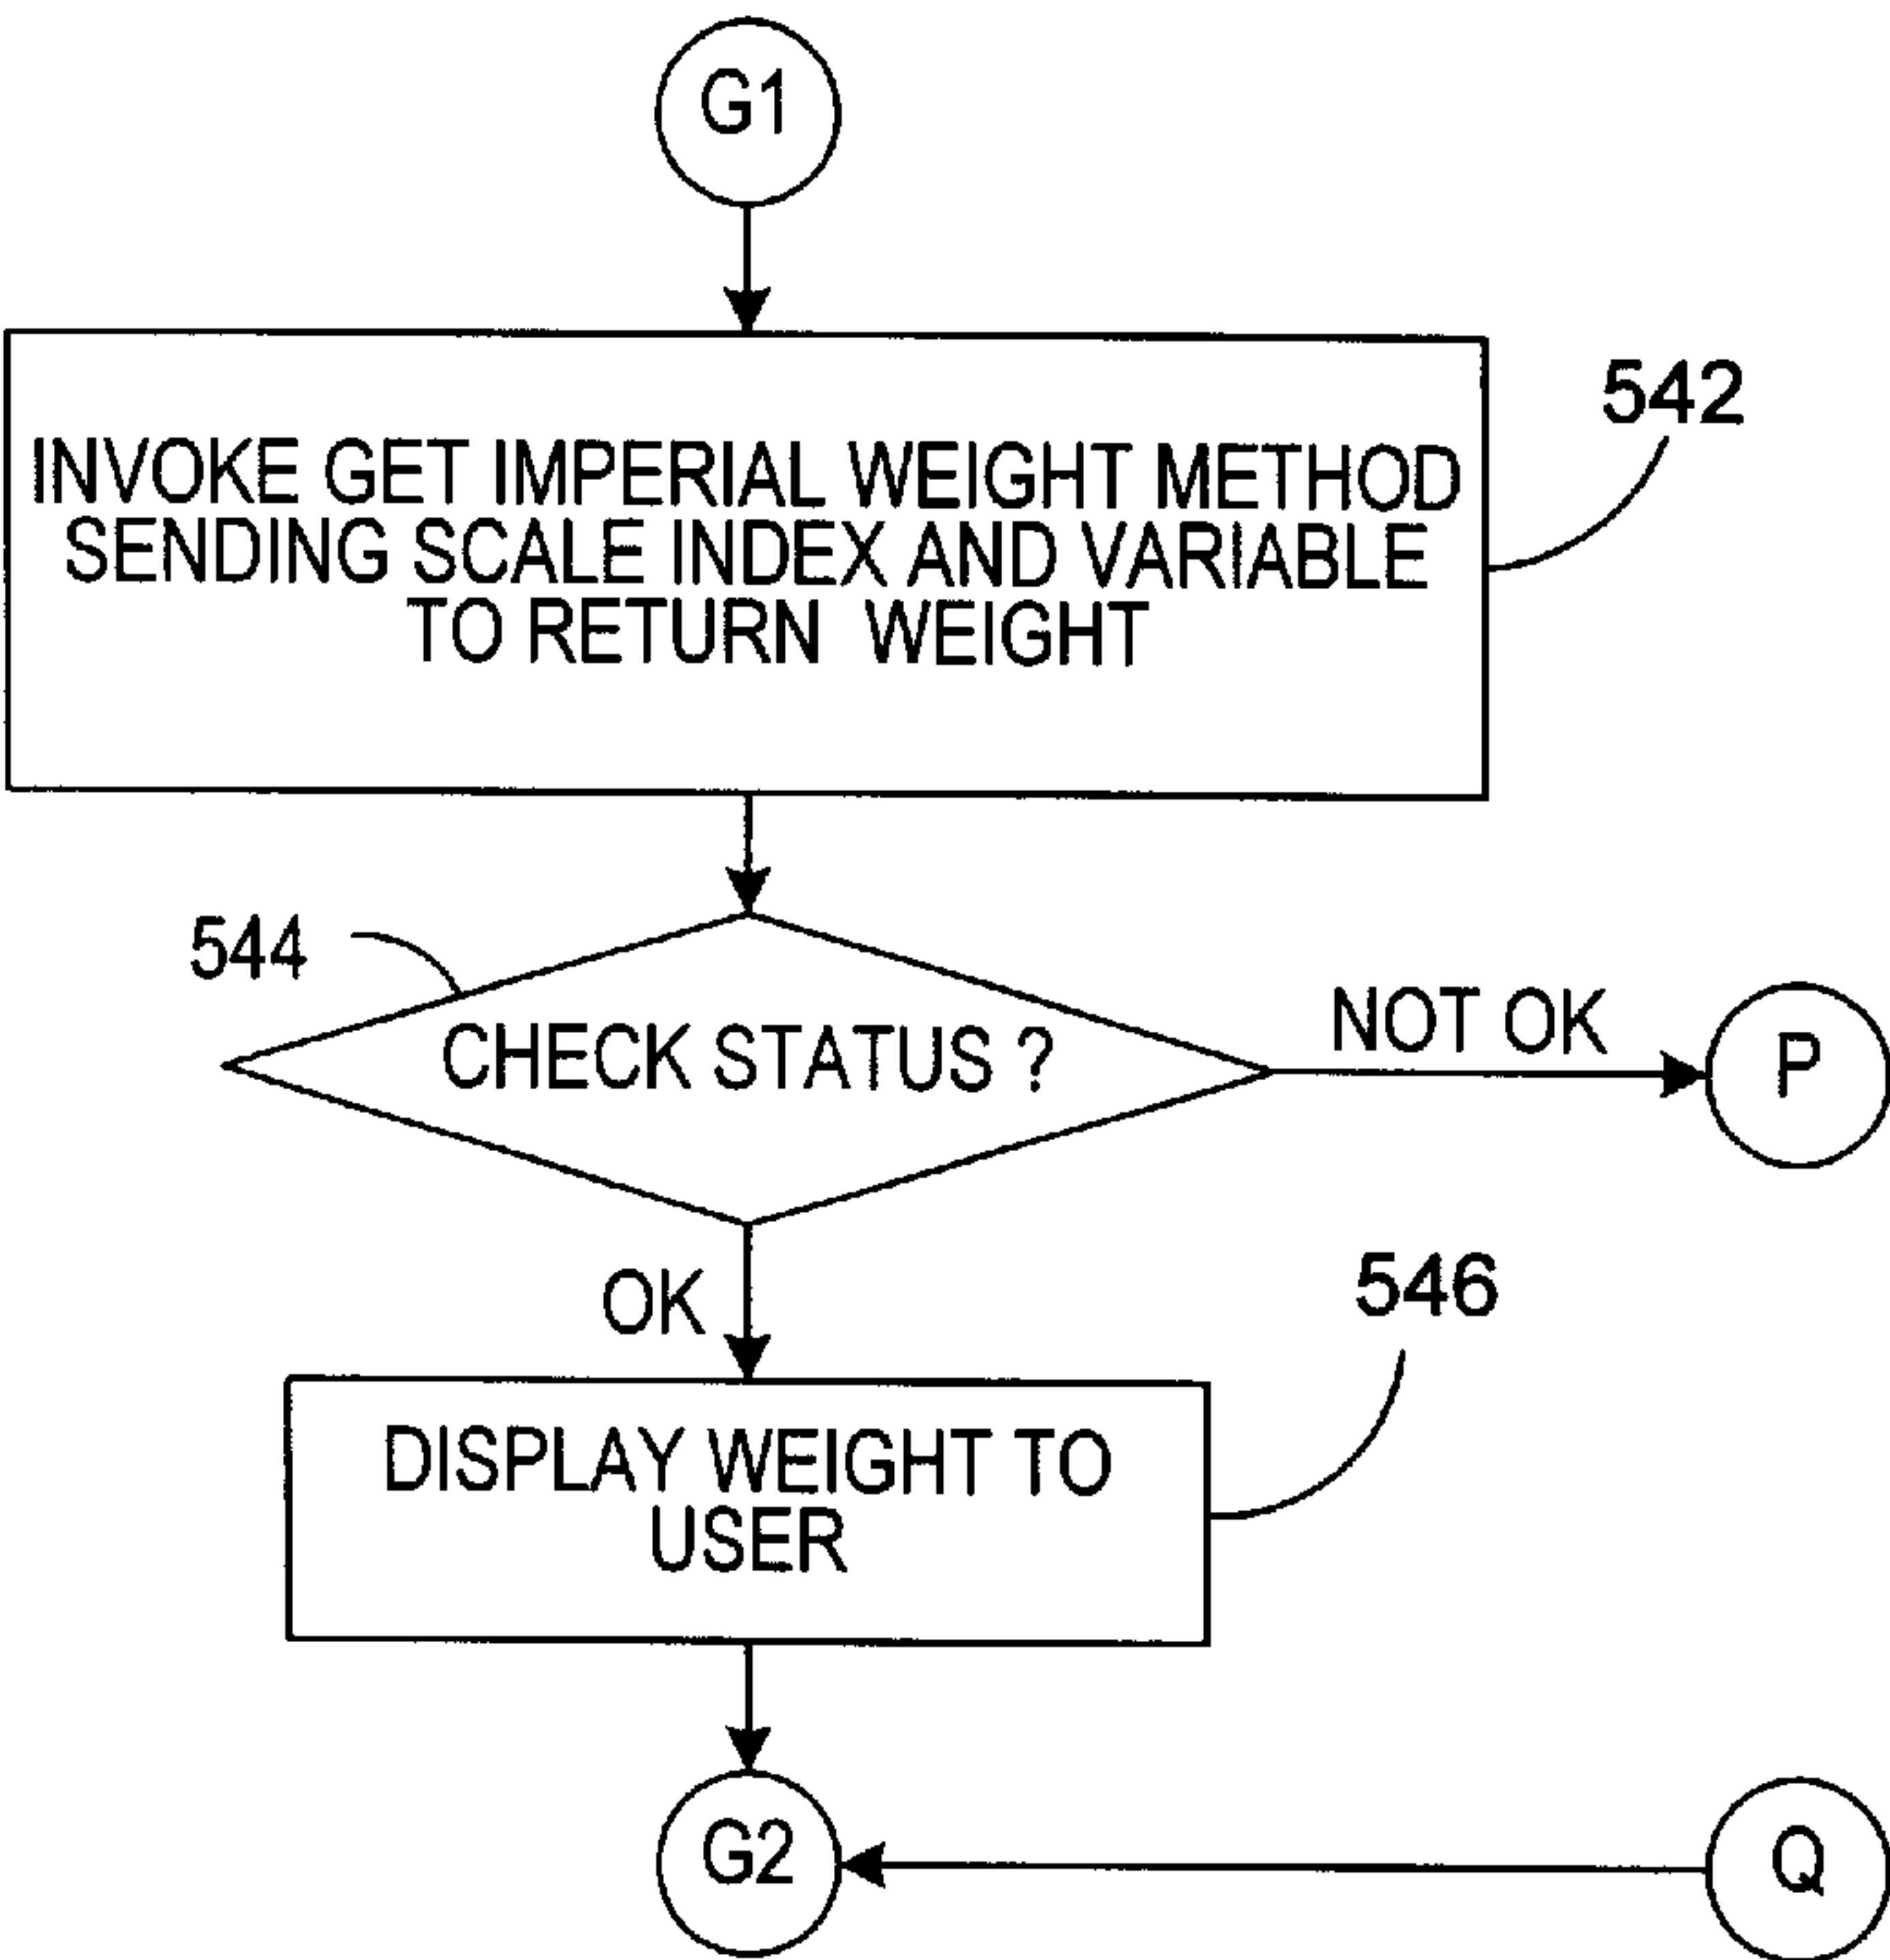 G1
542
INVOKE GET IMPERIAL WEIGHT METHOD
SENDING SCALE INDEX AND VARIABLE
TO RETURN WEIGHT
544
CHECK STATUS ?
NOT OK
P
OK
546
DISPLAY WEIGHT TO
USER
G2
Q